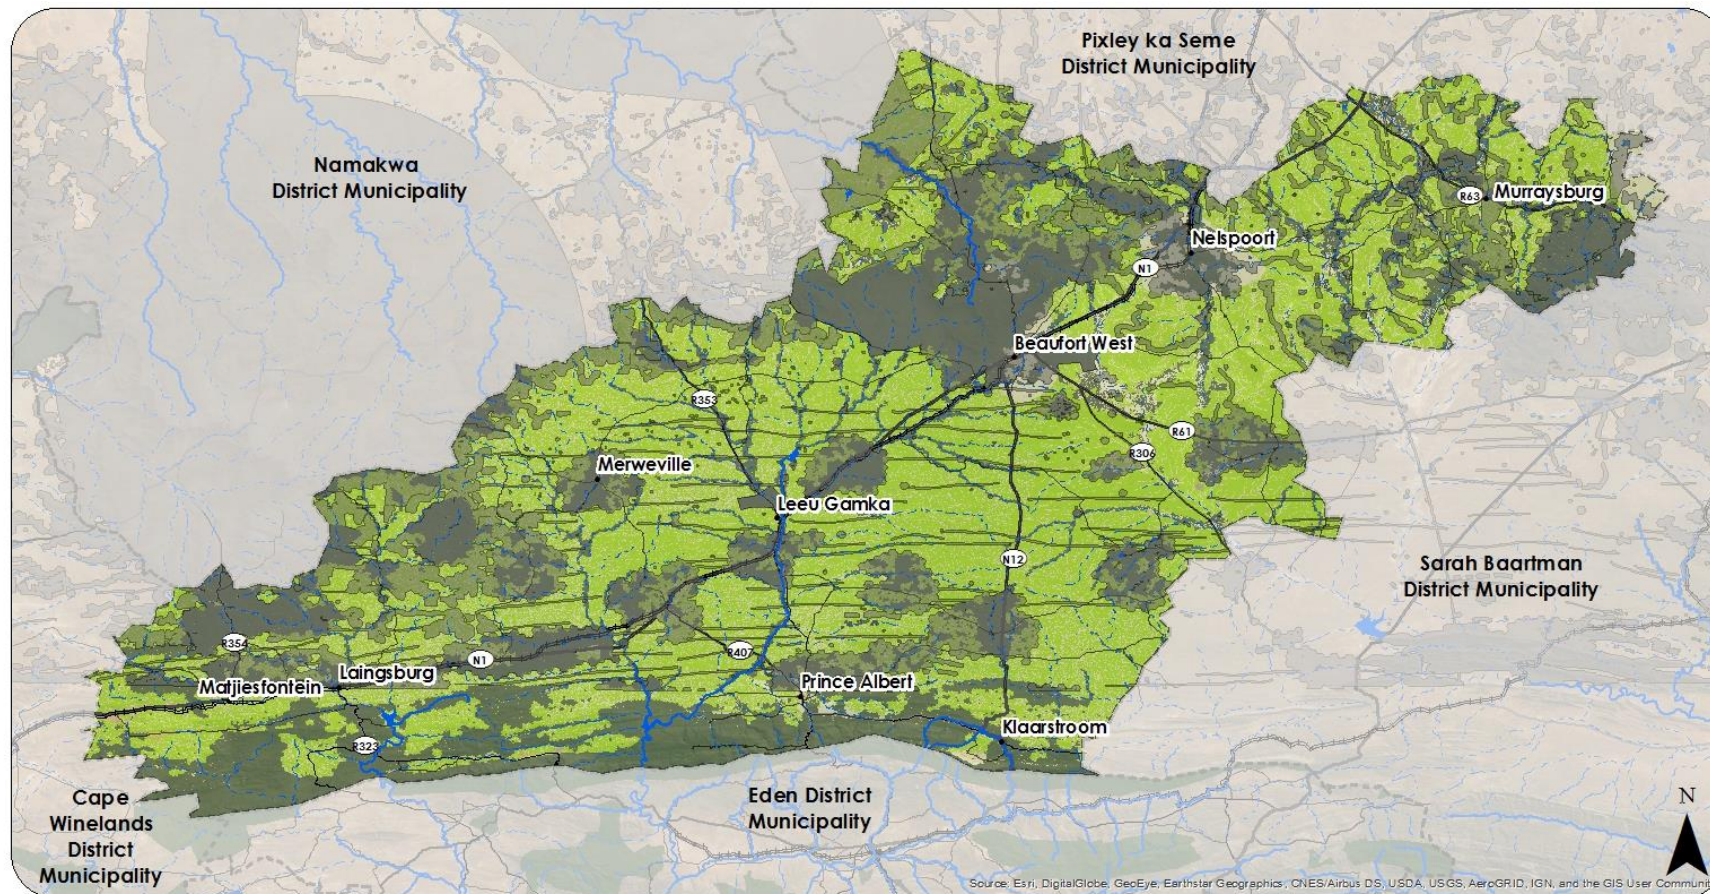 Pixley ka Seme
District Municipality
Namakwa
District Municipality
R63
Murraysburg
Nelspoort
N1
Beaufort West
R353
R61
R306
Merweville
Leeu Gamka
N12
Sarah Baartman
District Municipality
R354
R407
N1
Laingsburg
Matjiesfontein
Prince Albert
Klaarstroom
R323
Cape
Winelands
District
Municipality
Eden District
Municipality
N
Source: Esri, DigitalGlobe, GeoEye, Earthstar Geographics, CNES/Airbus DS, USDA, USGS, AeroGRID, IGN, and the GIS User Communit